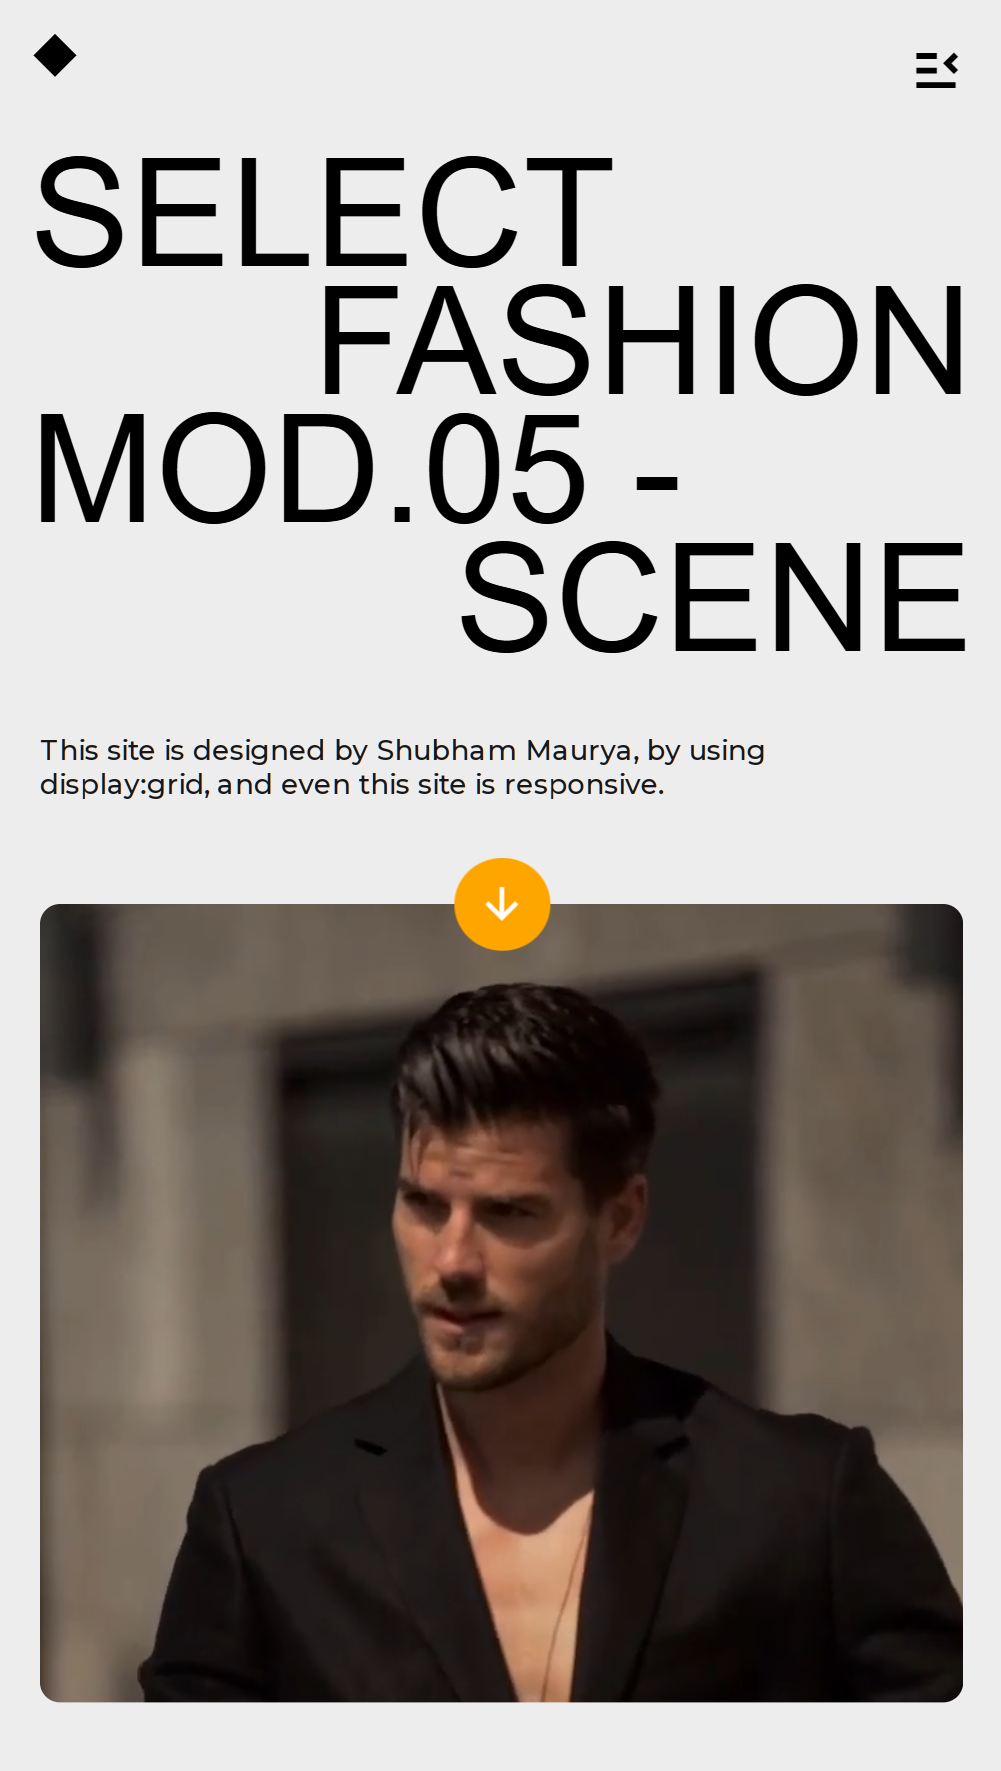 SELECT
FASHION
MOD.05 -
SCENE
This site is designed by Shubham Maurya, by using
display:grid, and even this site is responsive.